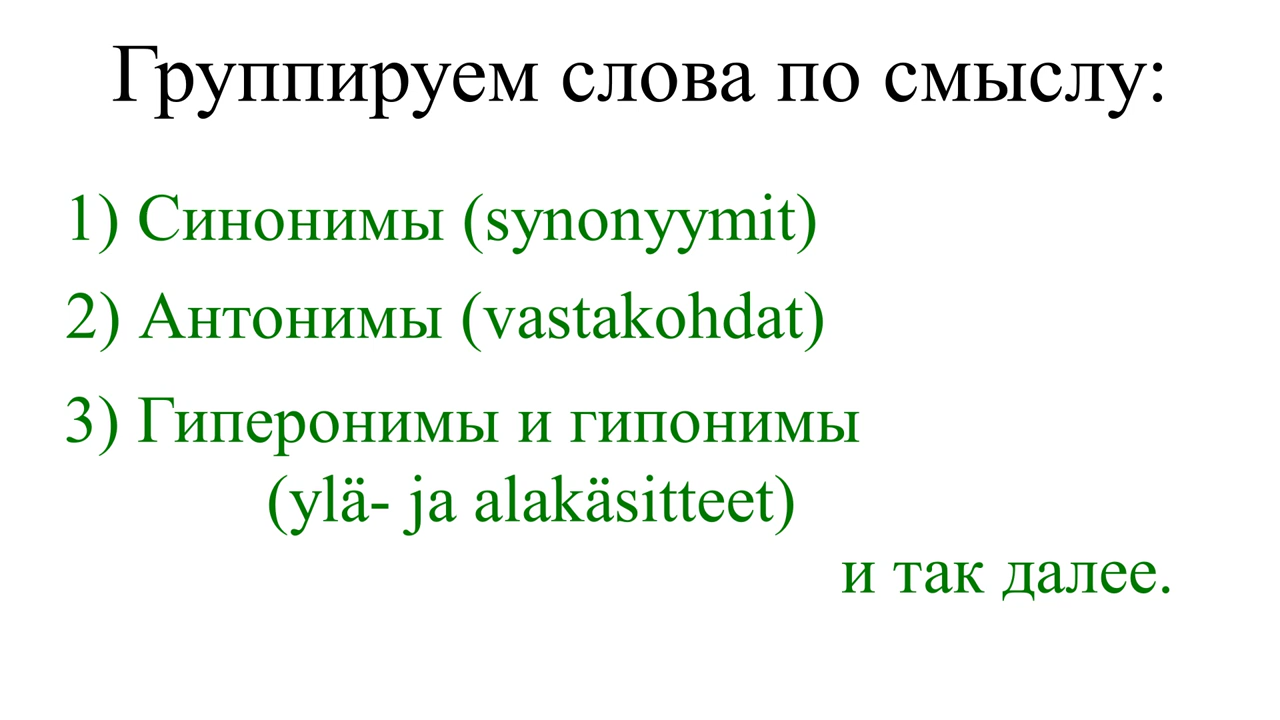 Группируем слова по смыслу:
1) Синонимы (synonyymit)
2) Антонимы (vastakohdat)
3) Гиперонимы и гипонимы
(ylä- ja alakäsitteet)
и так далее.